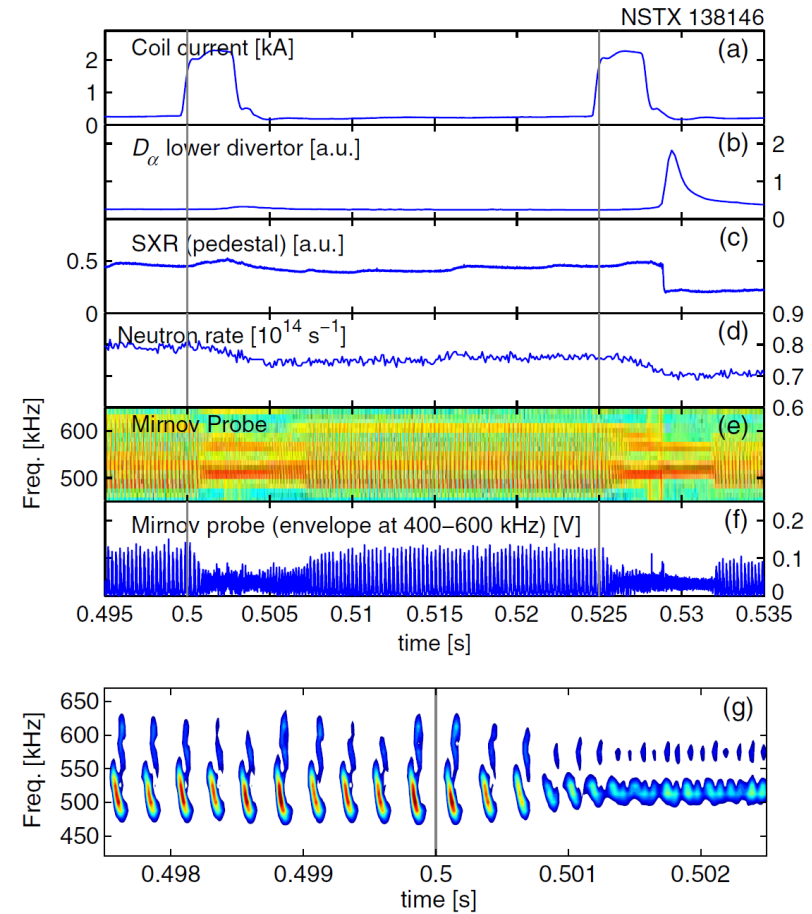 NSTX 138146
Coil current [kA]
(a)
2
1
0
D_α lower divertor [a.u.]
(b)
2
1
0
SXR (pedestal) [a.u.]
(c)
0.5
0
Neutron rate [10^14 s^−1]
(d)
0.9
0.8
0.7
0.6
Mirnov Probe
(e)
Freq. [kHz]
600
500
Mirnov probe (envelope at 400–600 kHz) [V]
(f)
0.2
0.1
0
0.495 0.5 0.505 0.51 0.515 0.52 0.525 0.53 0.535
time [s]
(g)
Freq. [kHz]
650
600
550
500
450
0.498 0.499 0.5 0.501 0.502
time [s]